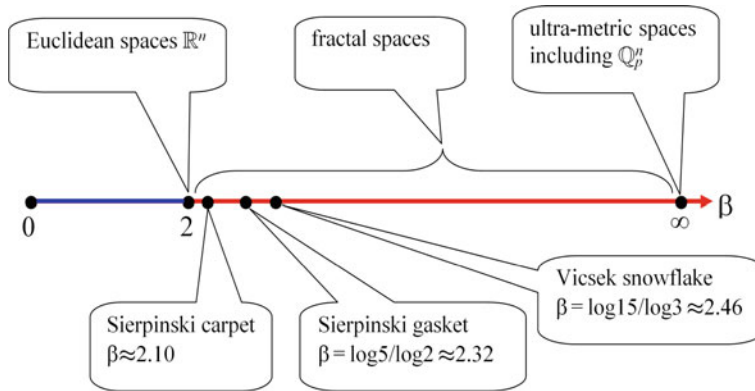 Euclidean spaces ℝⁿ
fractal spaces
ultra-metric spaces
including ℚₚⁿ
0
2
∞
β
Sierpinski carpet
β≈2.10
Sierpinski gasket
β = log5/log2 ≈2.32
Vicsek snowflake
β = log15/log3 ≈2.46